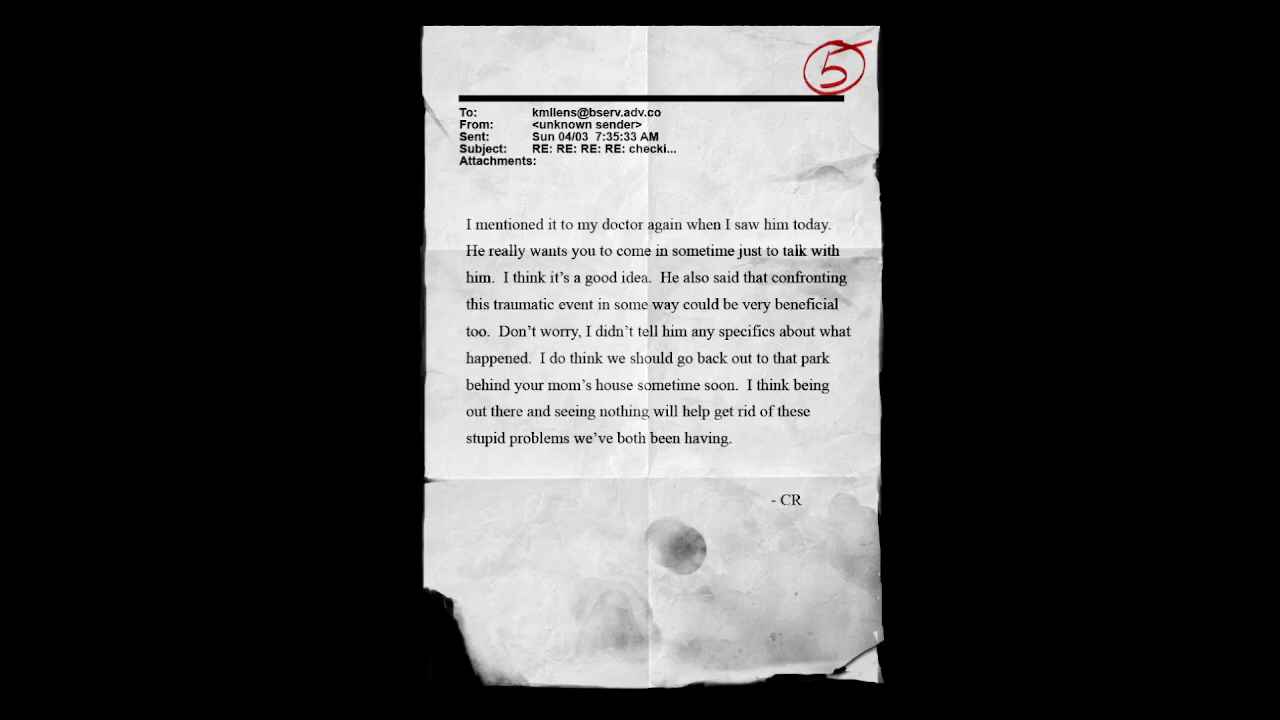 5
To: kmllens@bserv.adv.co
From: <unknown sender>
Sent: Sun 04/03 7:35:33 AM
Subject: RE: RE: RE: RE: checki...
Attachments:
I mentioned it to my doctor again when I saw him today.
He really wants you to come in sometime just to talk with
him. I think it's a good idea. He also said that confronting
this traumatic event in some way could be very beneficial
too. Don't worry, I didn't tell him any specifics about what
happened. I do think we should go back out to that park
behind your mom's house sometime soon. I think being
out there and seeing nothing will help get rid of these
stupid problems we've both been having.
- CR